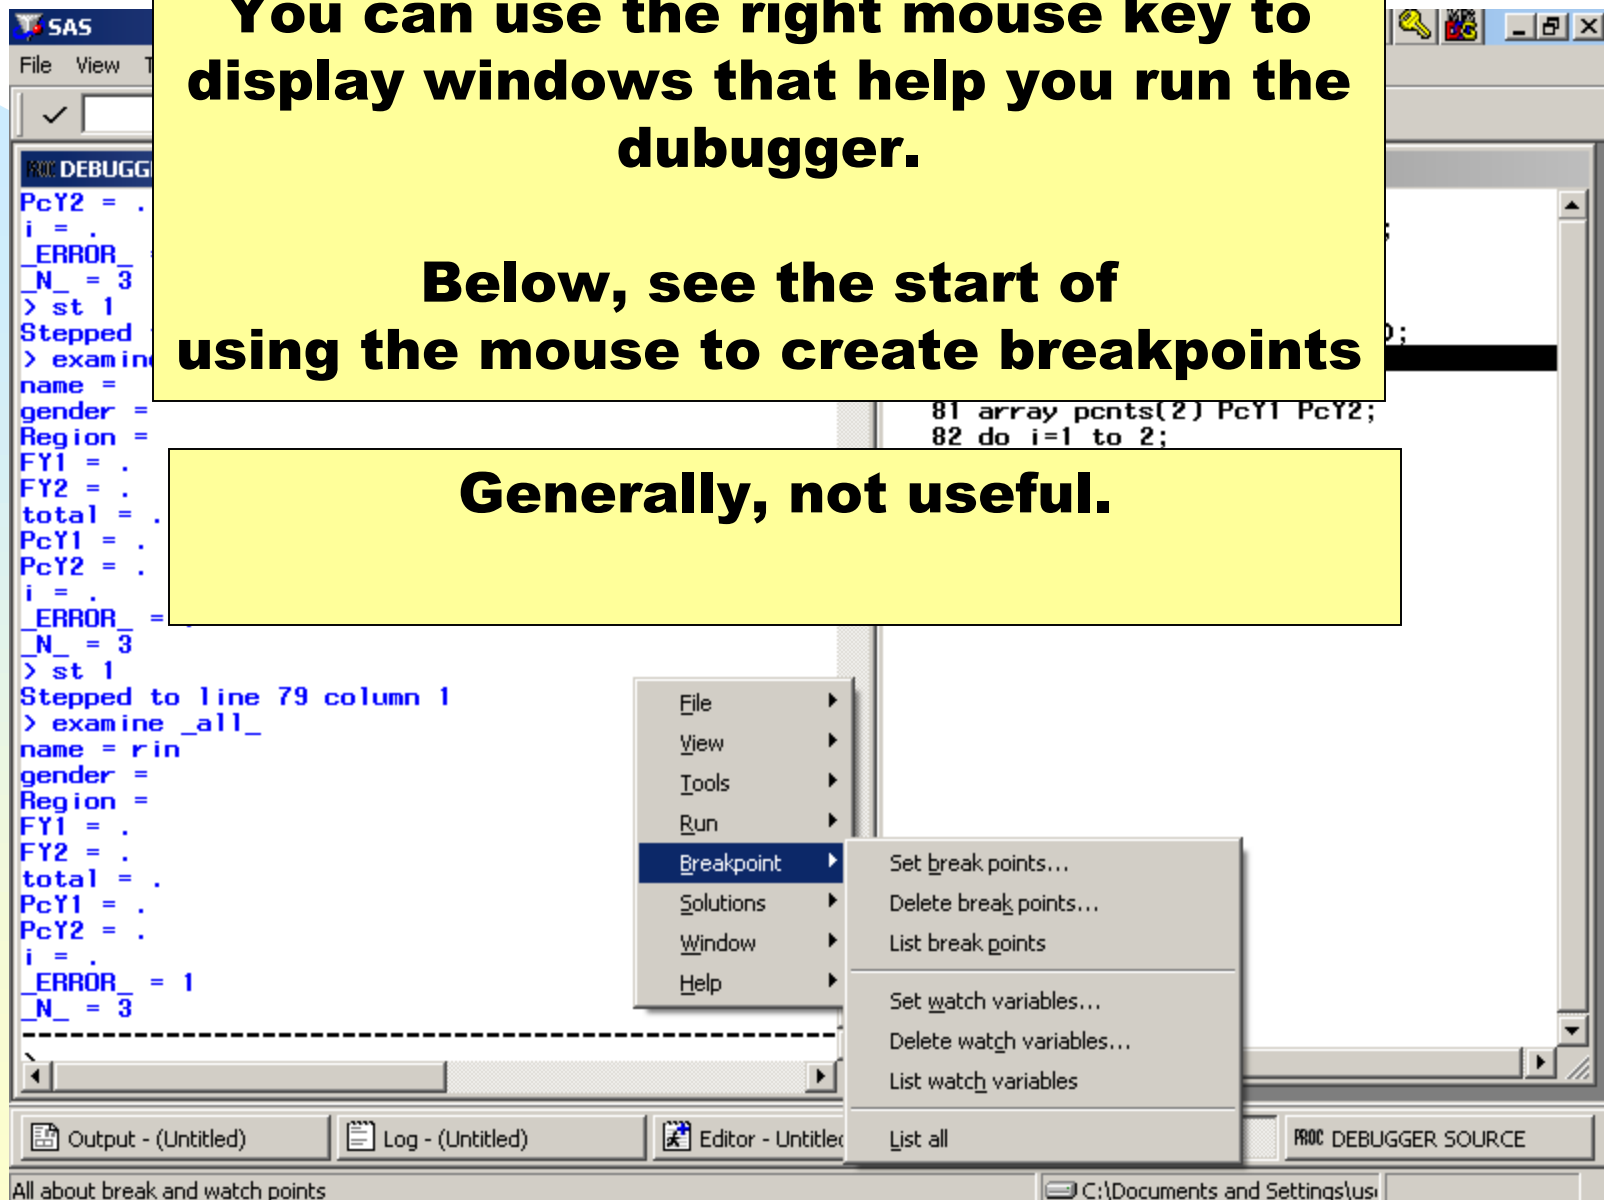 SAS
You can use the right mouse key to
display windows that help you run the
dubugger.
Below, see the start of
using the mouse to create breakpoints
File View
DEBUGG
PcY2 = .
i = .
_ERROR_
_N_ = 3
> st 1
Stepped
> examine
name =
gender =
Region =
FY1 = .
FY2 = .
total = .
PcY1 = .
PcY2 = .
i = .
_ERROR_ =
_N_ = 3
> st 1
Stepped to line 79 column 1
> examine _all_
name = rin
gender =
Region =
FY1 = .
FY2 = .
total = .
PcY1 = .
PcY2 = .
i = .
_ERROR_ = 1
_N_ = 3
>
;
;
81 array pcnts(2) PcY1 PcY2;
82 do i=1 to 2;
Generally, not useful.
File
View
Tools
Run
Breakpoint
Solutions
Window
Help
Set break points...
Delete break points...
List break points
Set watch variables...
Delete watch variables...
List watch variables
List all
Output - (Untitled)
Log - (Untitled)
Editor - Untitled
PROC DEBUGGER SOURCE
All about break and watch points
C:\Documents and Settings\us